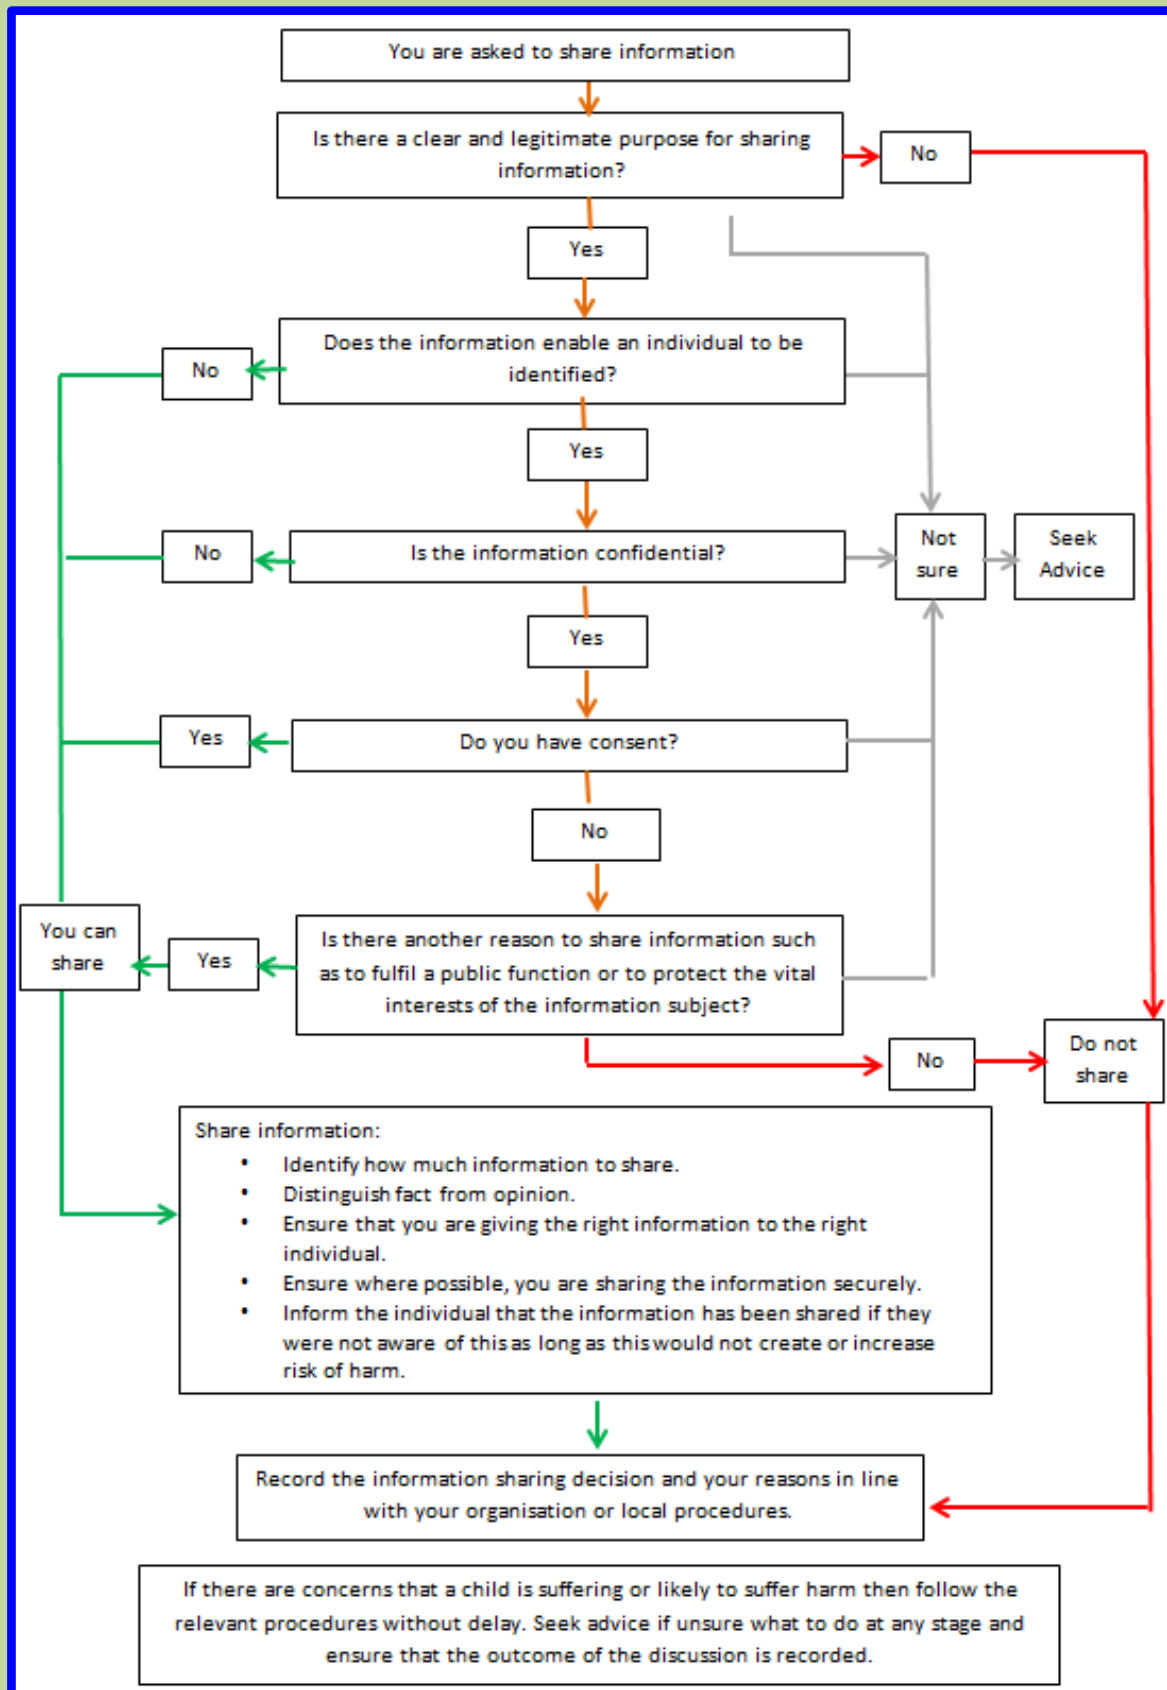 You are asked to share information
Is there a clear and legitimate purpose for sharing
information?
No
Yes
Does the information enable an individual to be
identified?
No
Yes
Is the information confidential?
No
Not
sure
Seek
Advice
Yes
Do you have consent?
Yes
No
Is there another reason to share information such
as to fulfil a public function or to protect the vital
interests of the information subject?
Yes
You can
share
No
Do not
share
Share information:
• Identify how much information to share.
• Distinguish fact from opinion.
• Ensure that you are giving the right information to the right
individual.
• Ensure where possible, you are sharing the information securely.
• Inform the individual that the information has been shared if they
were not aware of this as long as this would not create or increase
risk of harm.
Record the information sharing decision and your reasons in line
with your organisation or local procedures.
If there are concerns that a child is suffering or likely to suffer harm then follow the
relevant procedures without delay. Seek advice if unsure what to do at any stage and
ensure that the outcome of the discussion is recorded.